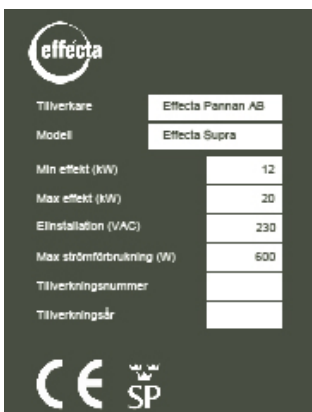 effecta
Tillverkare Effecta Pannan AB
Modell Effecta Supra
Min effekt (kW) 12
Max effekt (kW) 20
Elinstallation (VAC) 230
Max strömförbrukning (W) 600
Tillverkningsnummer
Tillverkningsår
CE SP